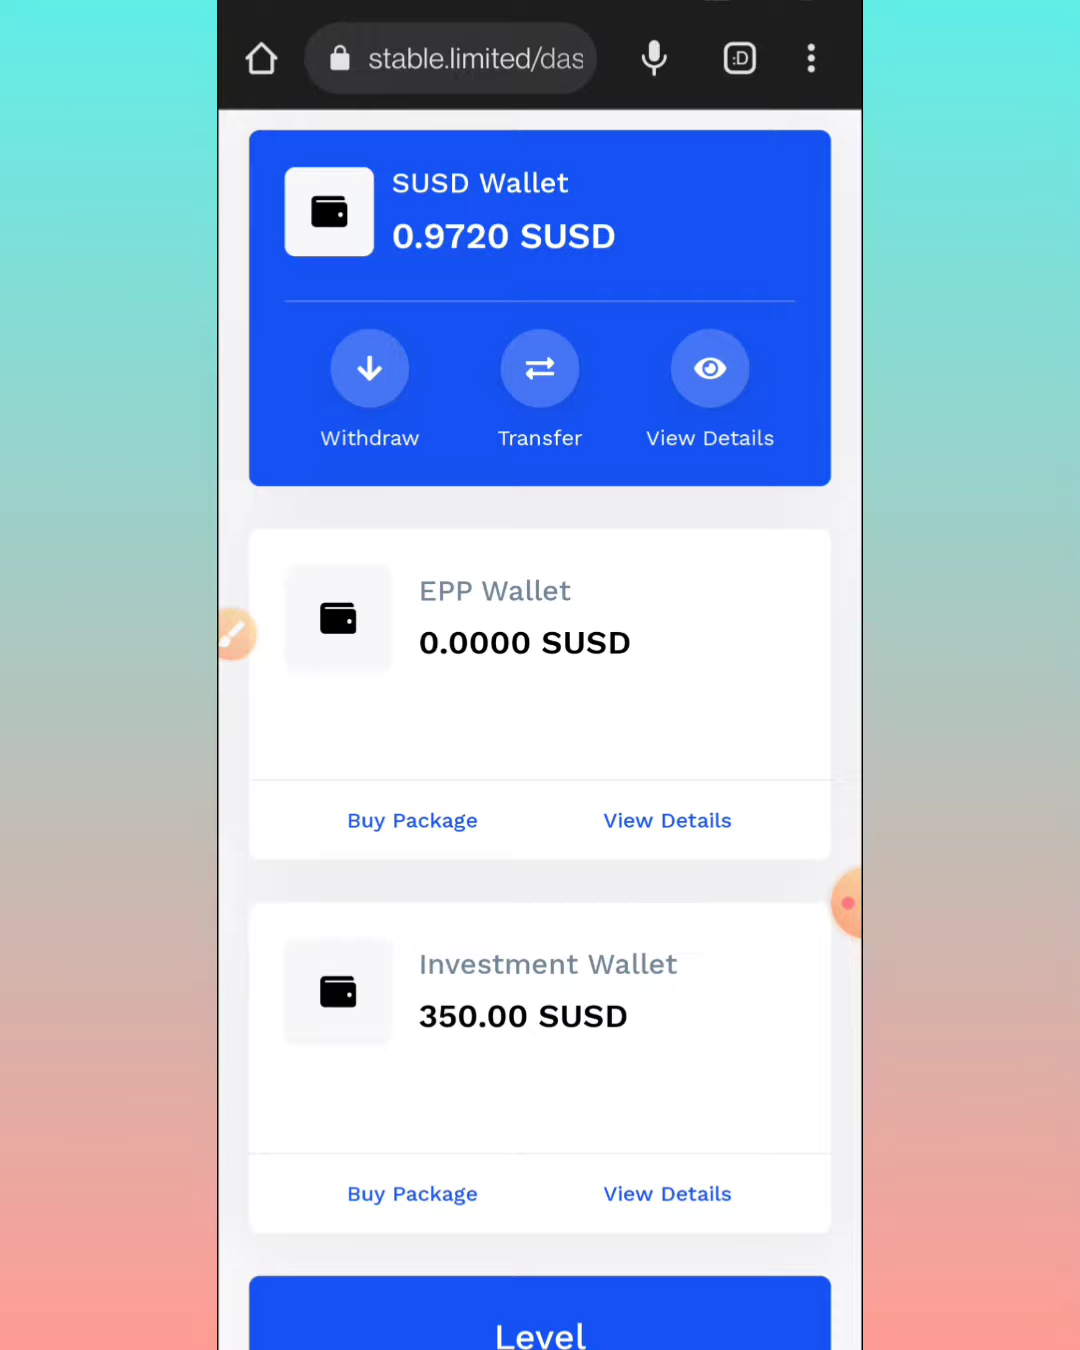 stable.limited/das
:D
SUSD Wallet
0.9720 SUSD
Withdraw
Transfer
View Details
EPP Wallet
0.0000 SUSD
Buy Package
View Details
Investment Wallet
350.00 SUSD
Buy Package
View Details
Level